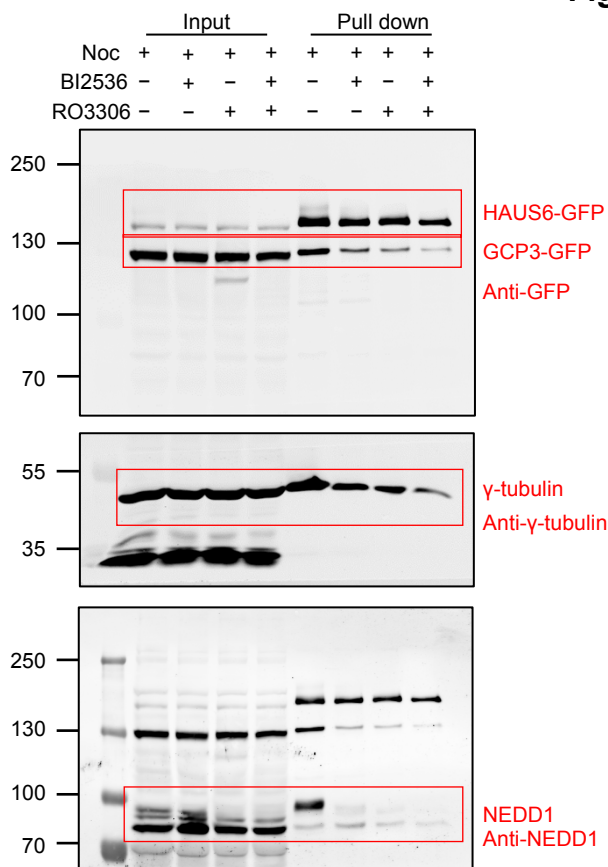 Fig
Input Pull down
Noc + + + + + + + +
BI2536 – + – + – + – +
RO3306 – – + + – – + +
250
130
100
70
HAUS6-GFP
GCP3-GFP
Anti-GFP
55
35
γ-tubulin
Anti-γ-tubulin
250
130
100
70
NEDD1
Anti-NEDD1